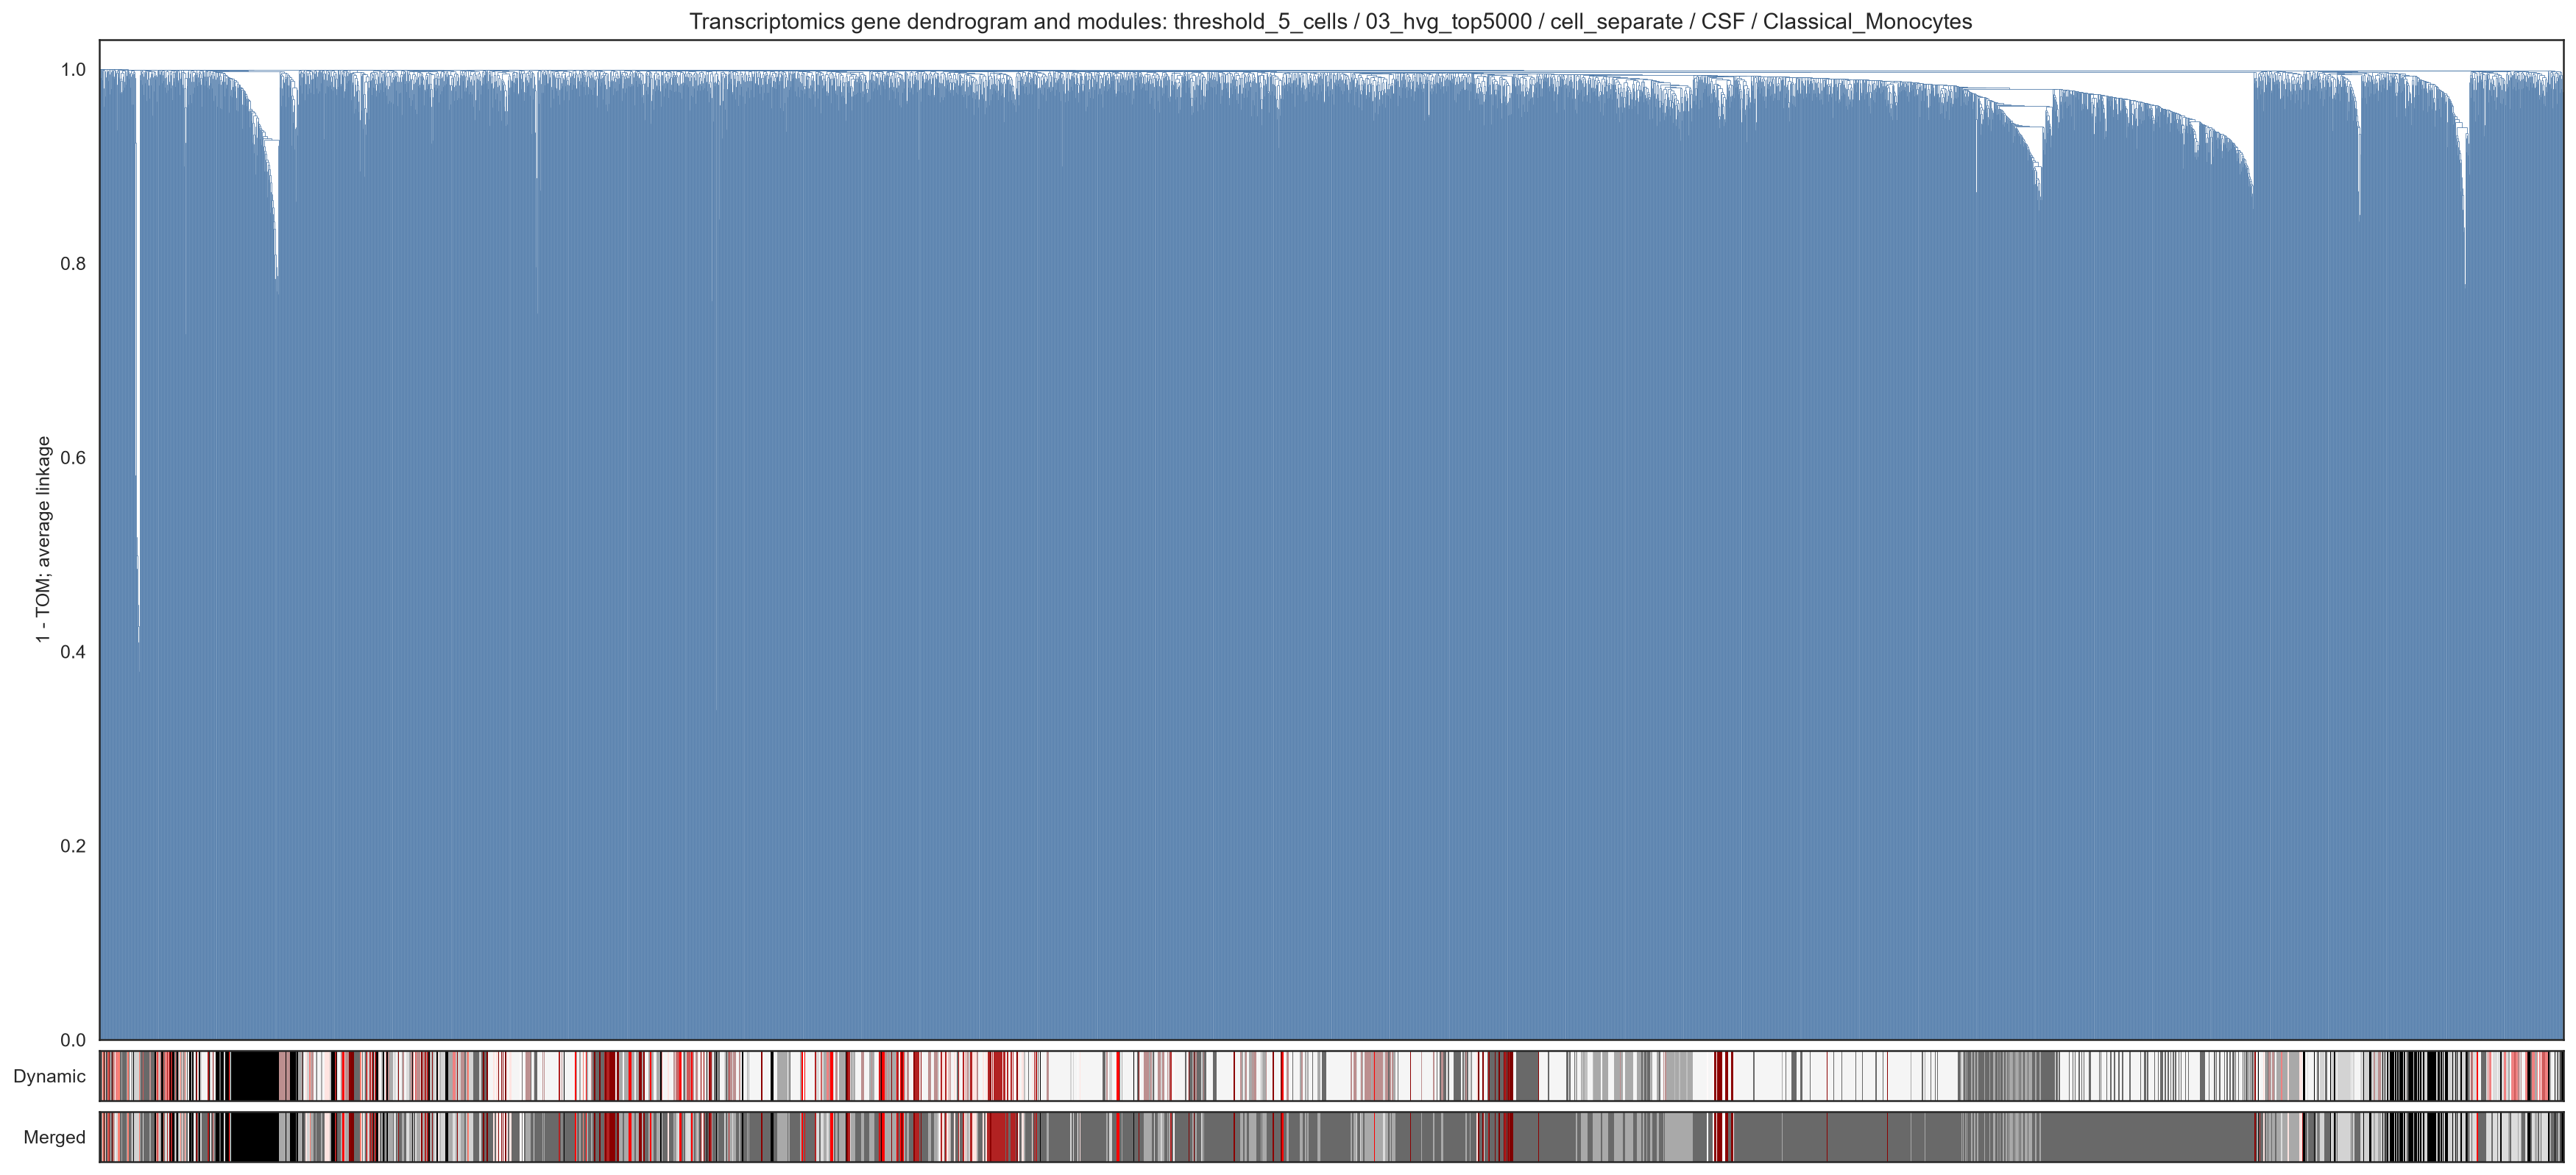 Transcriptomics gene dendrogram and modules: threshold_5_cells / 03_hvg_top5000 / cell_separate / CSF / Classical_Monocytes
1.0
0.8
0.6
0.4
0.2
0.0
1 - TOM; average linkage
Dynamic
Merged